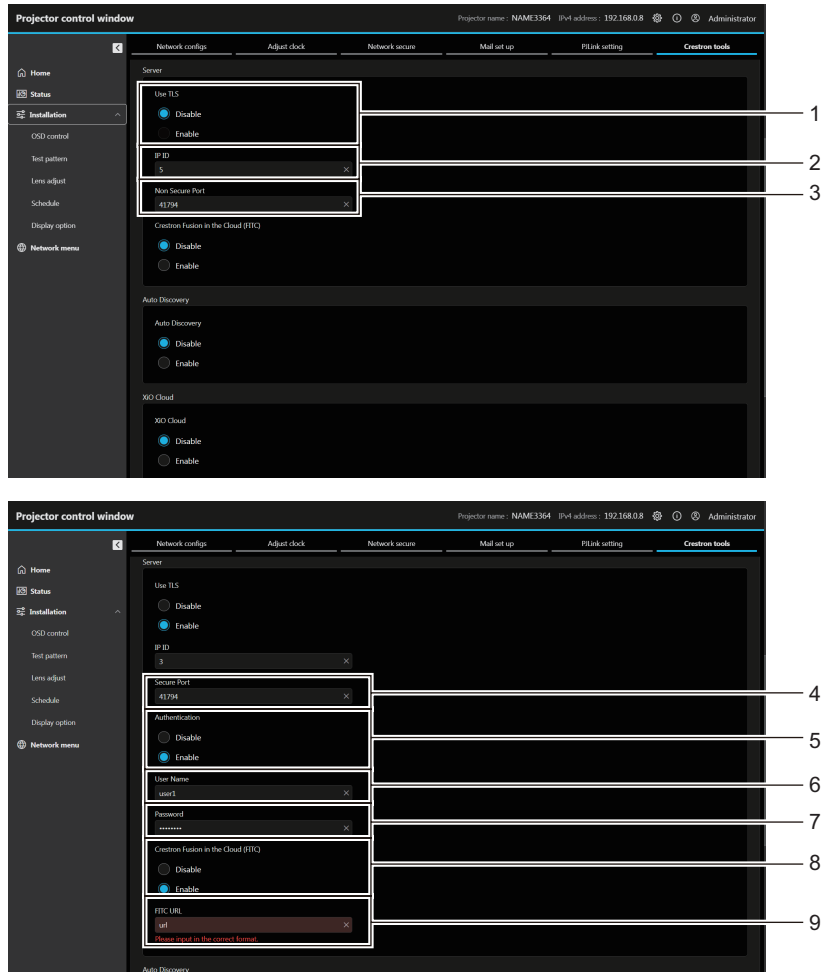 Projector control window Projector name : NAME3364 IPv4 address : 192.168.0.8 Administrator
Network configs Adjust clock Network secure Mail set up PJLink setting Crestron tools
Home
Status
Installation
OSD control
Test pattern
Lens adjust
Schedule
Display option
Network menu
Server
Use TLS
Disable
Enable
IP ID
5
Non Secure Port
41794
Crestron Fusion in the Cloud (FITC)
Disable
Enable
Auto Discovery
Auto Discovery
Disable
Enable
XiO Cloud
XiO Cloud
Disable
Enable
1
2
3
Projector control window Projector name : NAME3364 IPv4 address : 192.168.0.8 Administrator
Network configs Adjust clock Network secure Mail set up PJLink setting Crestron tools
Home
Status
Installation
OSD control
Test pattern
Lens adjust
Schedule
Display option
Network menu
Server
Use TLS
Disable
Enable
IP ID
3
Secure Port
41794
Authentication
Disable
Enable
User Name
user1
Password
••••••••
Crestron Fusion in the Cloud (FITC)
Disable
Enable
FITC URL
url
Please input in the correct format.
Auto Discovery
4
5
6
7
8
9